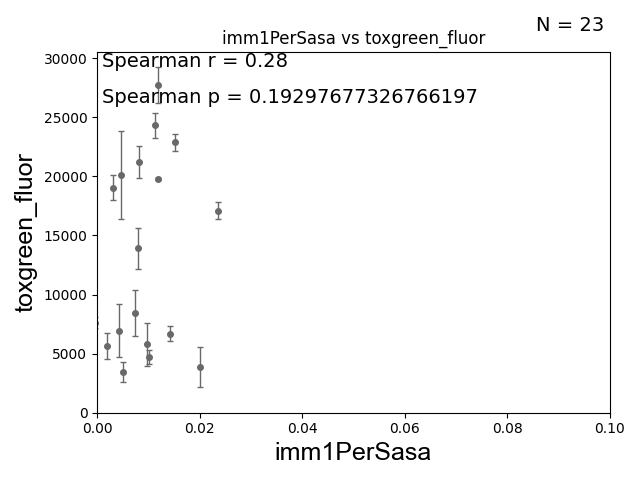 N = 23
imm1PerSasa vs toxgreen_fluor
Spearman r = 0.28
Spearman p = 0.19297677326766197
toxgreen_fluor
30000
25000
20000
15000
10000
5000
0
0.00 0.02 0.04 0.06 0.08 0.10
imm1PerSasa